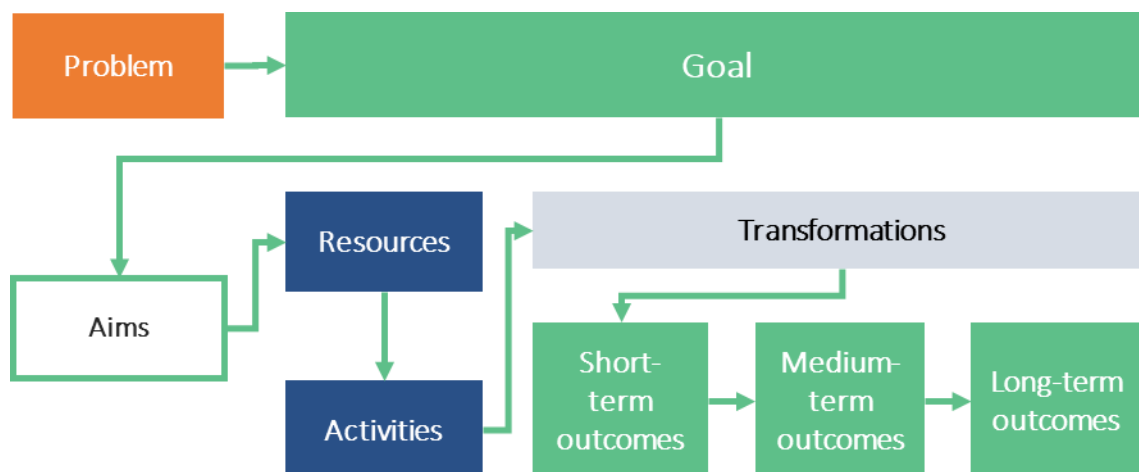 Problem
Goal
Aims
Resources
Activities
Transformations
Short-
term
outcomes
Medium-
term
outcomes
Long-term
outcomes